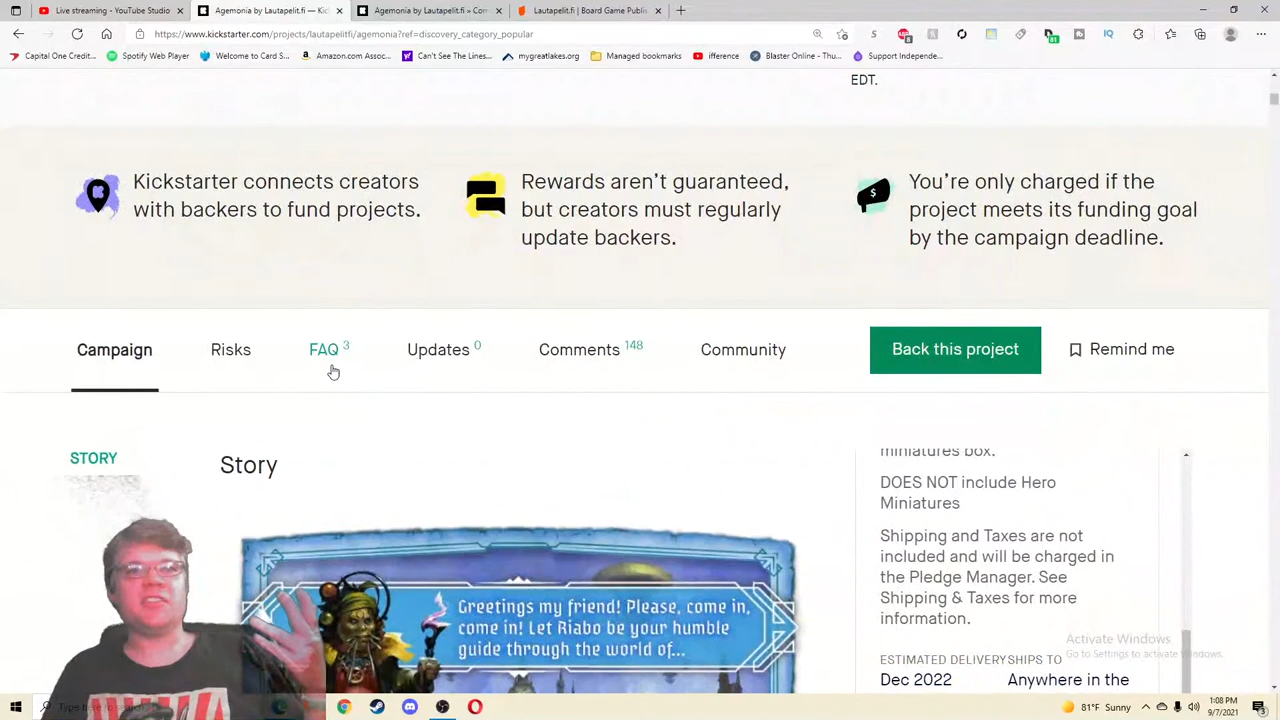 Live streaming - YouTube Studio
Agemonia by Lautapelit.fi — Kic
Agemonia by Lautapelit.fi - Com
Lautapelit.fi | Board Game Publis
https://www.kickstarter.com/projects/lautapelitfi/agemonia?ref=discovery_category_popular
Capital One Credit...
Spotify Web Player
Welcome to Card S...
Amazon.com Assoc...
Can't See The Lines...
mygreatlakes.org
Managed bookmarks
ifference
Blaster Online - Thu...
Support Independe...
EDT.
Kickstarter connects creators
with backers to fund projects.
Rewards aren't guaranteed,
but creators must regularly
update backers.
You're only charged if the
project meets its funding goal
by the campaign deadline.
Campaign
Risks
FAQ 3
Updates 0
Comments 148
Community
Back this project
Remind me
STORY
Story
Greetings my friend! Please, come in,
come in! Let Riabo be your humble
guide through the world of...
miniatures box.
DOES NOT include Hero
Miniatures
Shipping and Taxes are not
included and will be charged in
the Pledge Manager. See
Shipping & Taxes for more
information.
Activate Windows
Go to Settings to activate Windows.
ESTIMATED DELIVERY
SHIPS TO
Dec 2022
Anywhere in the
Type here to search
81°F Sunny
1:08 PM
9/7/2021